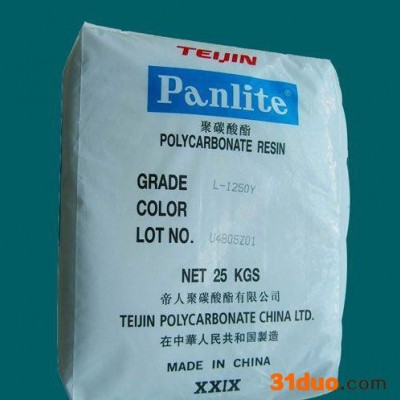 TEIJIN
Panlite®
聚碳酸酯
POLYCARBONATE RESIN
GRADE L-1250Y
COLOR
LOT NO. U4805Z01
NET 25 KGS
帝人聚碳酸酯有限公司
TEIJIN POLYCARBONATE CHINA LTD.
在中華人民共和国製造
MADE IN CHINA
XXIX
31duo.com